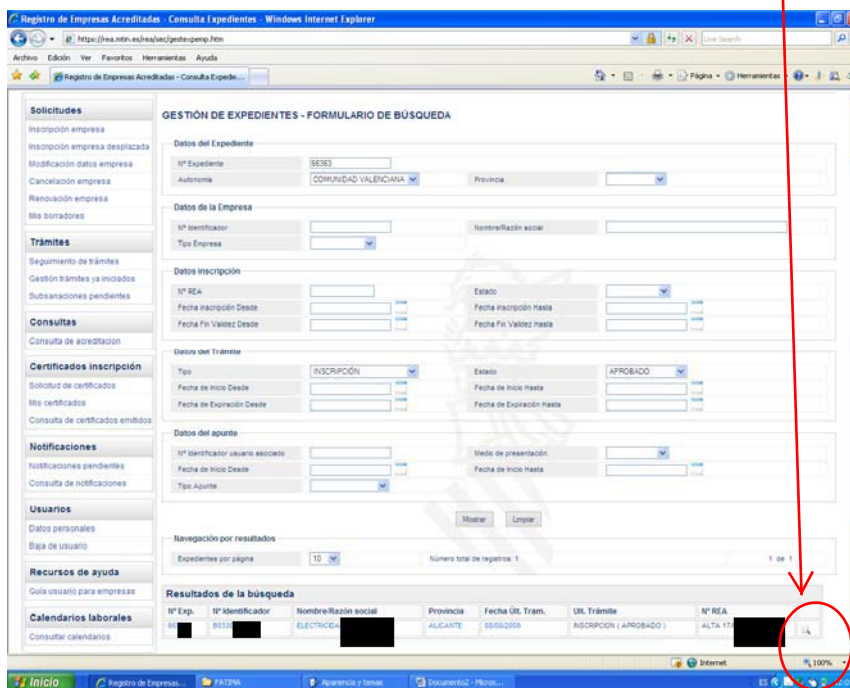 Registro de Empresas Acreditadas - Consulta Expedientes - Windows Internet Explorer
https://rea.mtin.es/rea/sec/gestexpemp.htm
Live Search
Archivo Edición Ver Favoritos Herramientas Ayuda
Registro de Empresas Acreditadas - Consulta Expedie...
Página Herramientas
Solicitudes
Inscripción empresa
Inscripción empresa desplazada
Modificación datos empresa
Cancelación empresa
Renovación empresa
Mis borradores
Trámites
Seguimiento de trámites
Gestión trámites ya iniciados
Subsanaciones pendientes
Consultas
Consulta de acreditación
Certificados inscripción
Solicitud de certificados
Mis certificados
Consulta de certificados emitidos
Notificaciones
Notificaciones pendientes
Consulta de notificaciones
Usuarios
Datos personales
Baja de usuario
Recursos de ayuda
Guía usuario para empresas
Calendarios laborales
Consultar calendarios
GESTIÓN DE EXPEDIENTES - FORMULARIO DE BÚSQUEDA
Datos del Expediente
Nº Expediente 66363
Autonomía COMUNIDAD VALENCIANA Provincia
Datos de la Empresa
Nº Identificador Nombre/Razón social
Tipo Empresa
Datos inscripción
Nº REA Estado
Fecha inscripción Desde Fecha inscripción Hasta
Fecha Fin Validez Desde Fecha Fin Validez Hasta
Datos del Trámite
Tipo INSCRIPCIÓN Estado APROBADO
Fecha de Inicio Desde Fecha de Inicio Hasta
Fecha de Expiración Desde Fecha de Expiración Hasta
Datos del apunte
Nº Identificador usuario asociado Medio de presentación
Fecha de Inicio Desde Fecha de Inicio Hasta
Tipo Apunte
Mostrar Limpiar
Navegación por resultados
Expedientes por página 10 Número total de registros: 1 1 de 1
Resultados de la búsqueda
Nº Exp. Nº Identificador Nombre/Razón social Provincia Fecha Últ. Tram. Ult. Trámite Nº REA
ELECTRICIDA ALICANTE INSCRIPCION ( APROBADO ) ALTA
Internet 100%
Inicio Registro de Empresas... FATIMA Apariencia y temas Documento2 - Micros... ES